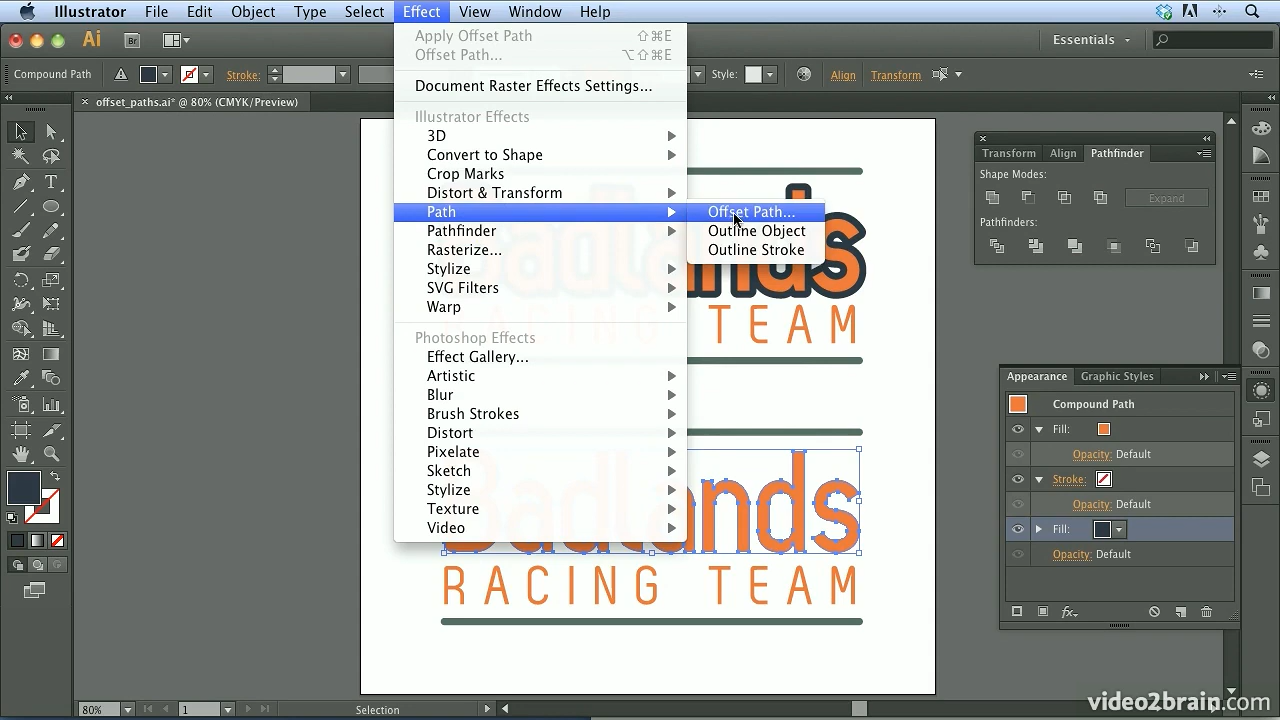 Illustrator File Edit Object Type Select Effect View Window Help
Ai Br Essentials
Apply Offset Path ⇧⌘E
Offset Path... ⌥⇧⌘E
Compound Path Stroke: Style: Align Transform
Document Raster Effects Settings...
offset_paths.ai* @ 80% (CMYK/Preview)
Illustrator Effects
3D
Convert to Shape
Crop Marks
Distort & Transform
Path
Pathfinder
Rasterize...
Stylize
SVG Filters
Warp
Offset Path...
Outline Object
Outline Stroke
Photoshop Effects
Effect Gallery...
Artistic
Blur
Brush Strokes
Distort
Pixelate
Sketch
Stylize
Texture
Video
Transform Align Pathfinder
Shape Modes:
Expand
Pathfinders:
Badlands
RACING TEAM
Badlands
RACING TEAM
Appearance Graphic Styles
Compound Path
Fill:
Opacity: Default
Stroke:
Opacity: Default
Fill:
Opacity: Default
fx
80% 1 Selection
video2brain.com